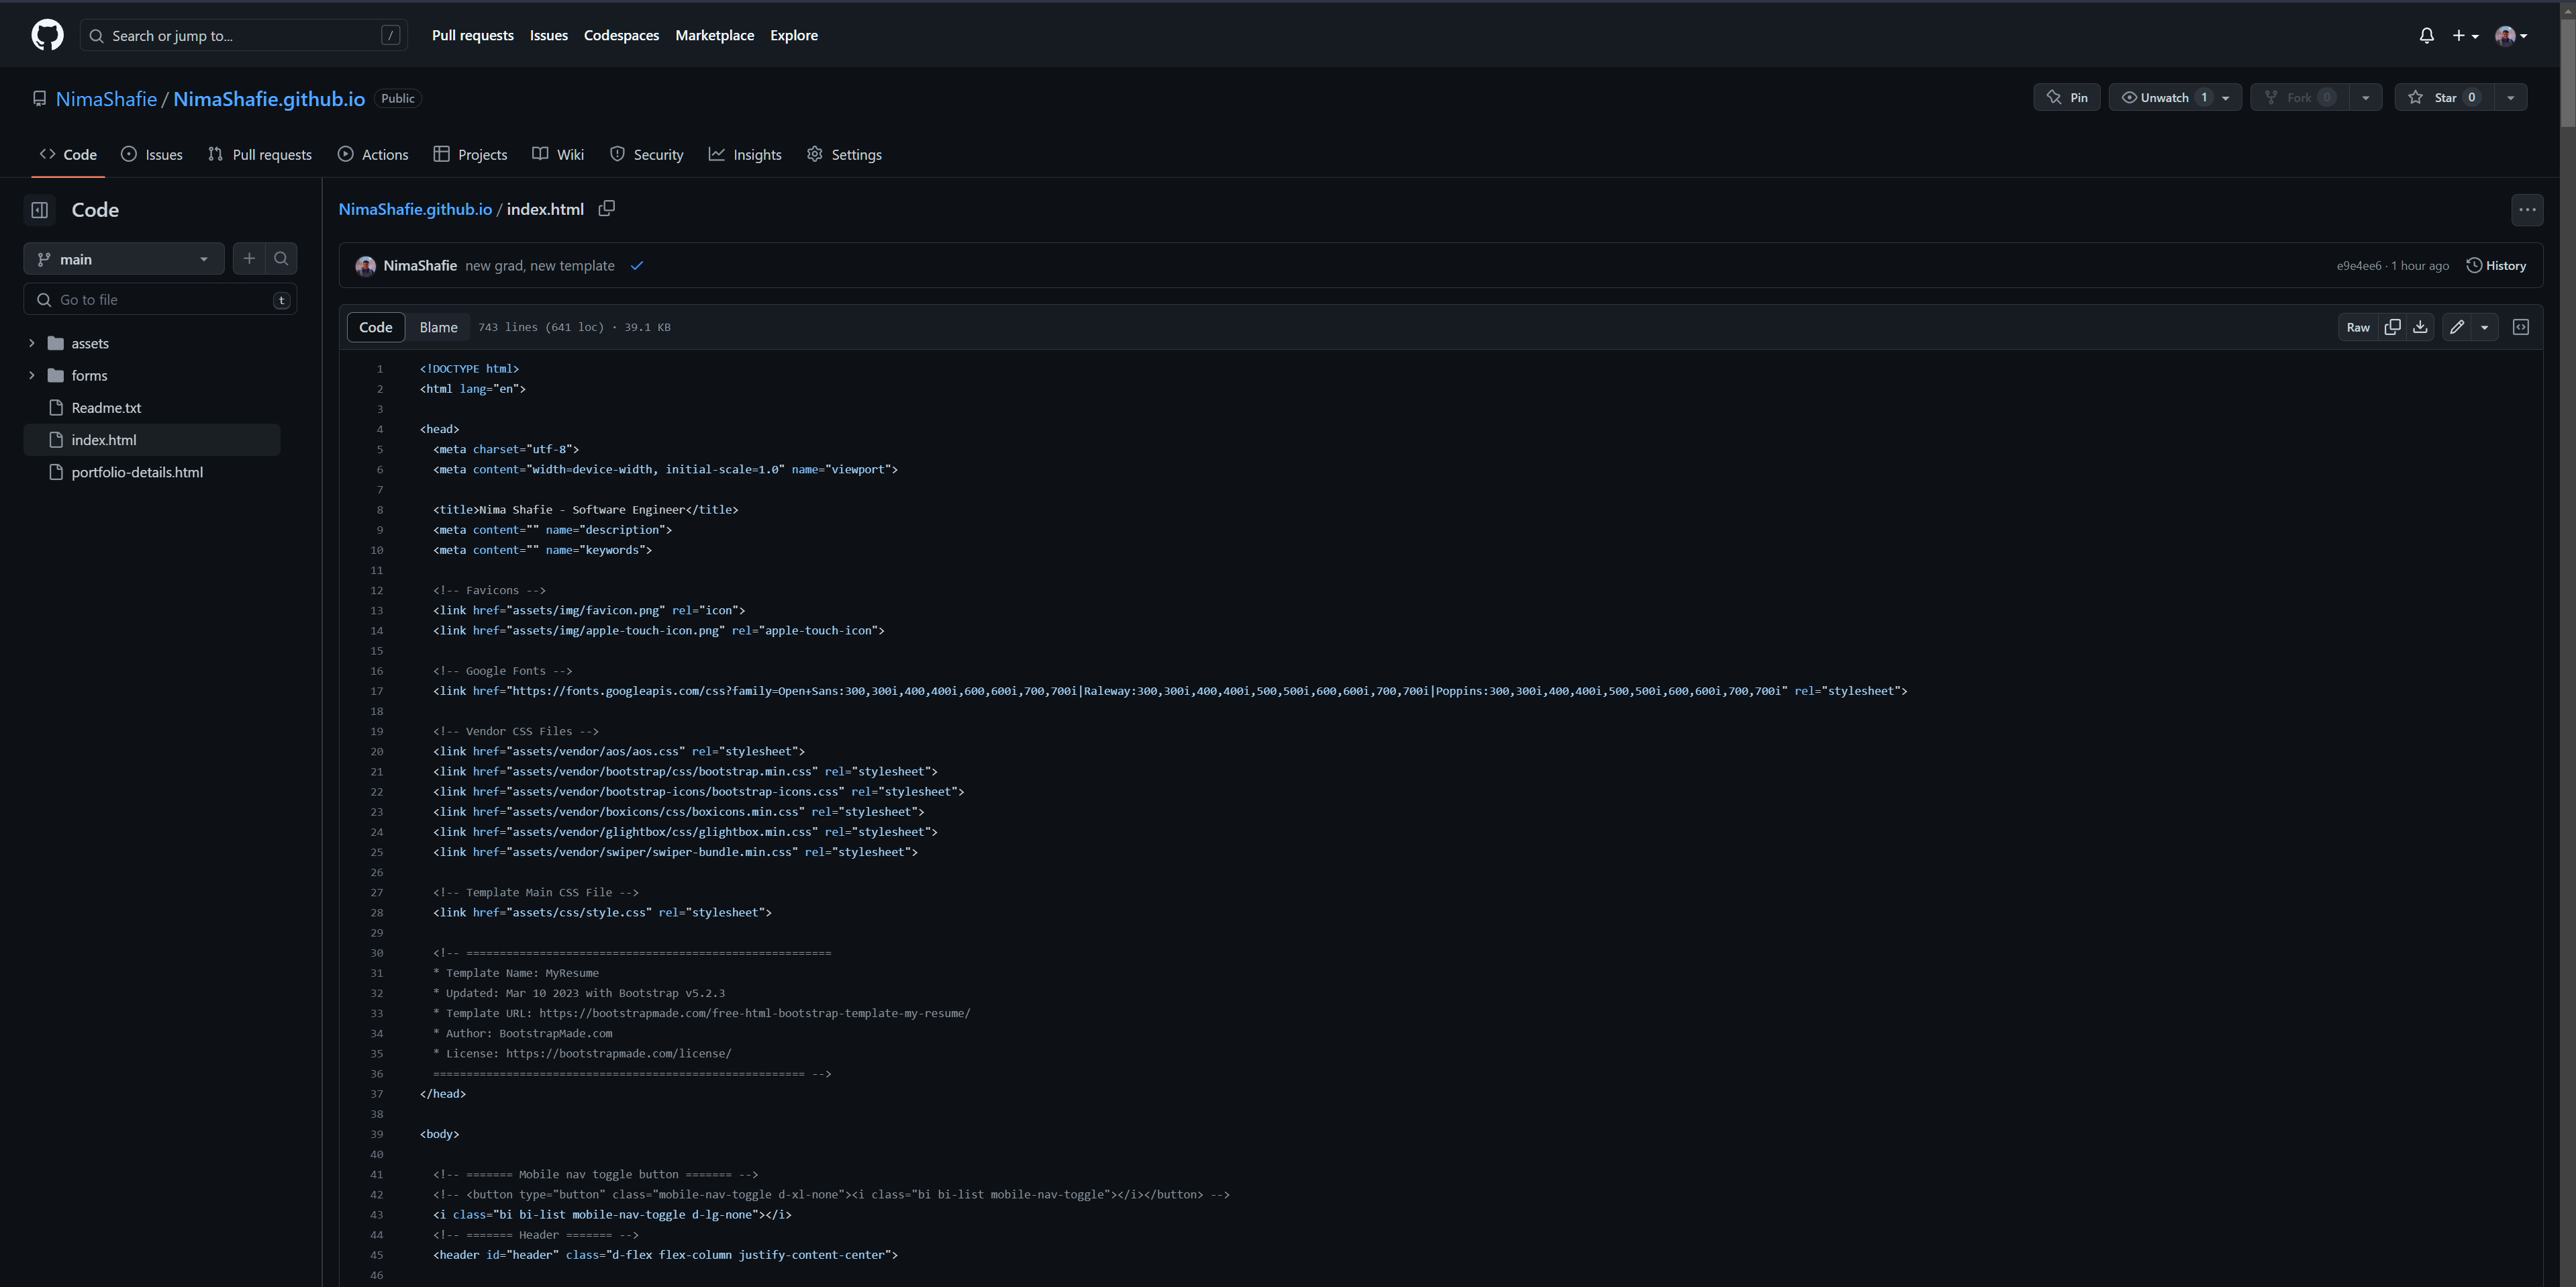 Search or jump to... /
Pull requests Issues Codespaces Marketplace Explore
NimaShafie / NimaShafie.github.io Public
Pin Unwatch 1 Fork 0 Star 0
Code Issues Pull requests Actions Projects Wiki Security Insights Settings
Code
main
Go to file t
assets
forms
Readme.txt
index.html
portfolio-details.html
NimaShafie.github.io / index.html
NimaShafie new grad, new template e9e4ee6 · 1 hour ago History
Code Blame 743 lines (641 loc) · 39.1 KB Raw
1 <!DOCTYPE html>
2 <html lang="en">
3
4 <head>
5 <meta charset="utf-8">
6 <meta content="width=device-width, initial-scale=1.0" name="viewport">
7
8 <title>Nima Shafie - Software Engineer</title>
9 <meta content="" name="description">
10 <meta content="" name="keywords">
11
12 <!-- Favicons -->
13 <link href="assets/img/favicon.png" rel="icon">
14 <link href="assets/img/apple-touch-icon.png" rel="apple-touch-icon">
15
16 <!-- Google Fonts -->
17 <link href="https://fonts.googleapis.com/css?family=Open+Sans:300,300i,400,400i,600,600i,700,700i|Raleway:300,300i,400,400i,500,500i,600,600i,700,700i|Poppins:300,300i,400,400i,500,500i,600,600i,700,700i" rel="stylesheet">
18
19 <!-- Vendor CSS Files -->
20 <link href="assets/vendor/aos/aos.css" rel="stylesheet">
21 <link href="assets/vendor/bootstrap/css/bootstrap.min.css" rel="stylesheet">
22 <link href="assets/vendor/bootstrap-icons/bootstrap-icons.css" rel="stylesheet">
23 <link href="assets/vendor/boxicons/css/boxicons.min.css" rel="stylesheet">
24 <link href="assets/vendor/glightbox/css/glightbox.min.css" rel="stylesheet">
25 <link href="assets/vendor/swiper/swiper-bundle.min.css" rel="stylesheet">
26
27 <!-- Template Main CSS File -->
28 <link href="assets/css/style.css" rel="stylesheet">
29
30 <!-- =======================================================
31 * Template Name: MyResume
32 * Updated: Mar 10 2023 with Bootstrap v5.2.3
33 * Template URL: https://bootstrapmade.com/free-html-bootstrap-template-my-resume/
34 * Author: BootstrapMade.com
35 * License: https://bootstrapmade.com/license/
36 ======================================================== -->
37 </head>
38
39 <body>
40
41 <!-- ======= Mobile nav toggle button ======= -->
42 <!-- <button type="button" class="mobile-nav-toggle d-xl-none"><i class="bi bi-list mobile-nav-toggle"></i></button> -->
43 <i class="bi bi-list mobile-nav-toggle d-lg-none"></i>
44 <!-- ======= Header ======= -->
45 <header id="header" class="d-flex flex-column justify-content-center">
46